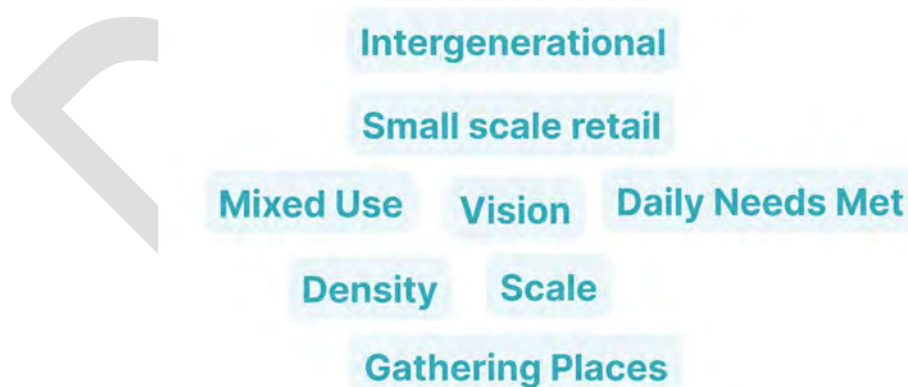 Intergenerational
Small scale retail
Mixed Use Vision Daily Needs Met
Density Scale
Gathering Places